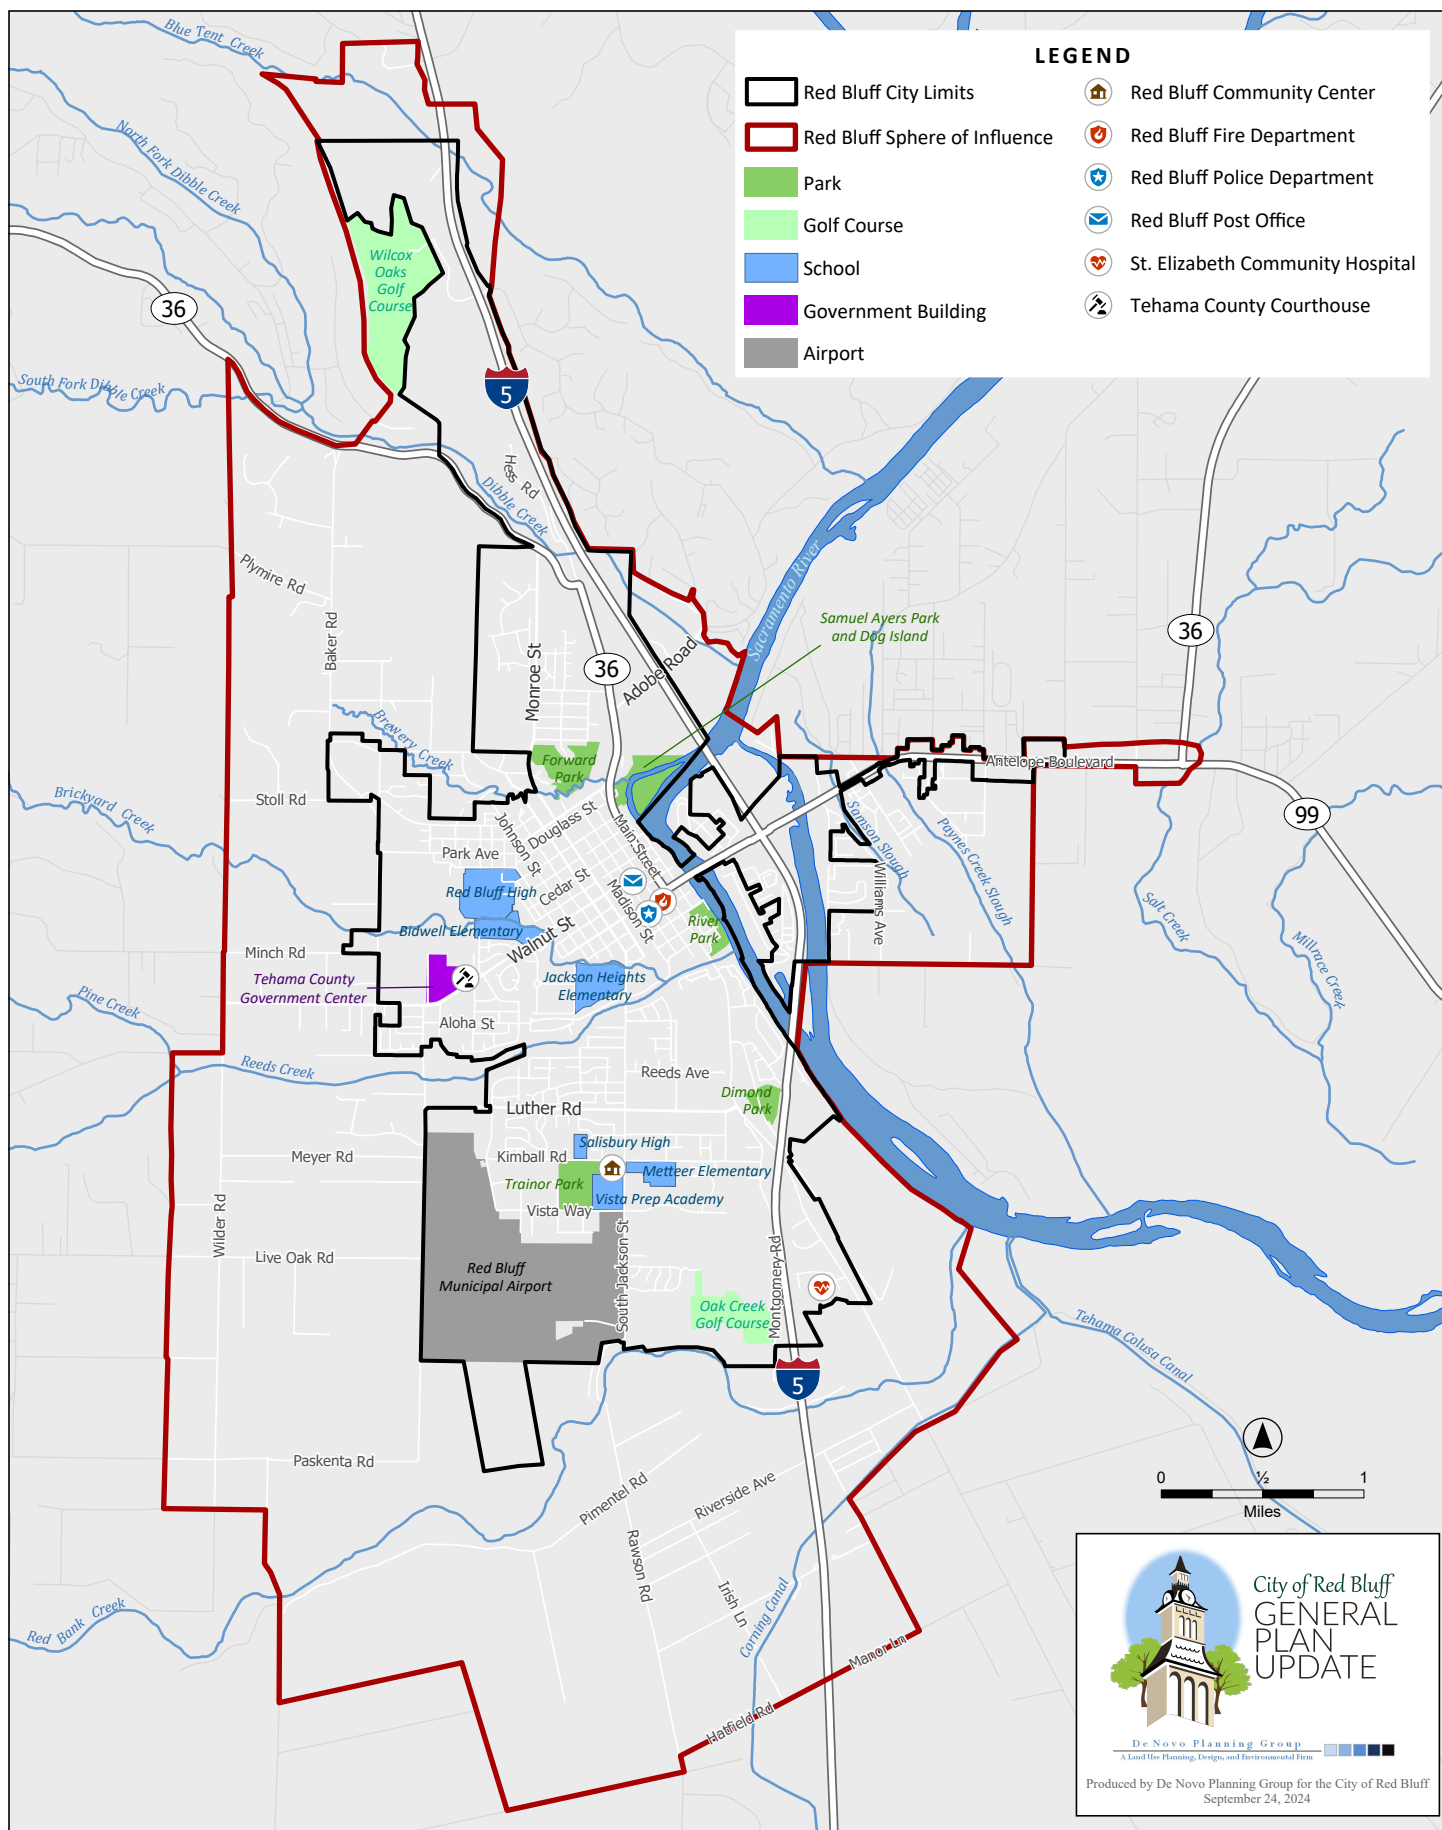 Blue Tent Creek
North Fork Dibble Creek
36
South Fork Dibble Creek
Wilcox
Oaks
Golf
Course
5
LEGEND
Red Bluff City Limits
Red Bluff Sphere of Influence
Park
Golf Course
School
Government Building
Airport
Red Bluff Community Center
Red Bluff Fire Department
Red Bluff Police Department
Red Bluff Post Office
St. Elizabeth Community Hospital
Tehama County Courthouse
Hess Rd
Dibble Creek
Plymire Rd
Baker Rd
Monroe St
36
Adobe Road
Sacramento River
Samuel Ayers Park
and Dog Island
36
Brewery Creek
Forward
Park
Antelope Boulevard
99
Stoll Rd
Brickyard Creek
Johnson St
Douglass St
Main Street
Park Ave
Cedar St
Madison St
Samson Slough
Paynes Creek Slough
Williams Ave
Salt Creek
Millrace Creek
Red Bluff High
Bidwell Elementary
Walnut St
River
Park
Minch Rd
Tehama County
Government Center
Jackson Heights
Elementary
Pine Creek
Aloha St
Reeds Creek
Reeds Ave
Dimond
Park
Luther Rd
Salisbury High
Meyer Rd
Kimball Rd
Metteer Elementary
Trainor Park
Vista Prep Academy
Vista Way
Wilder Rd
Live Oak Rd
Red Bluff
Municipal Airport
South Jackson St
Montgomery Rd
Oak Creek
Golf Course
Tehama Colusa Canal
5
Paskenta Rd
Pimentel Rd
Riverside Ave
Rawson Rd
Irish Ln
Corning Canal
Manor Ln
Hatfield Rd
Red Bank Creek
0 ½ 1
Miles
City of Red Bluff
GENERAL
PLAN
UPDATE
De Novo Planning Group
A Land Use Planning, Design, and Environmental Firm
Produced by De Novo Planning Group for the City of Red Bluff
September 24, 2024